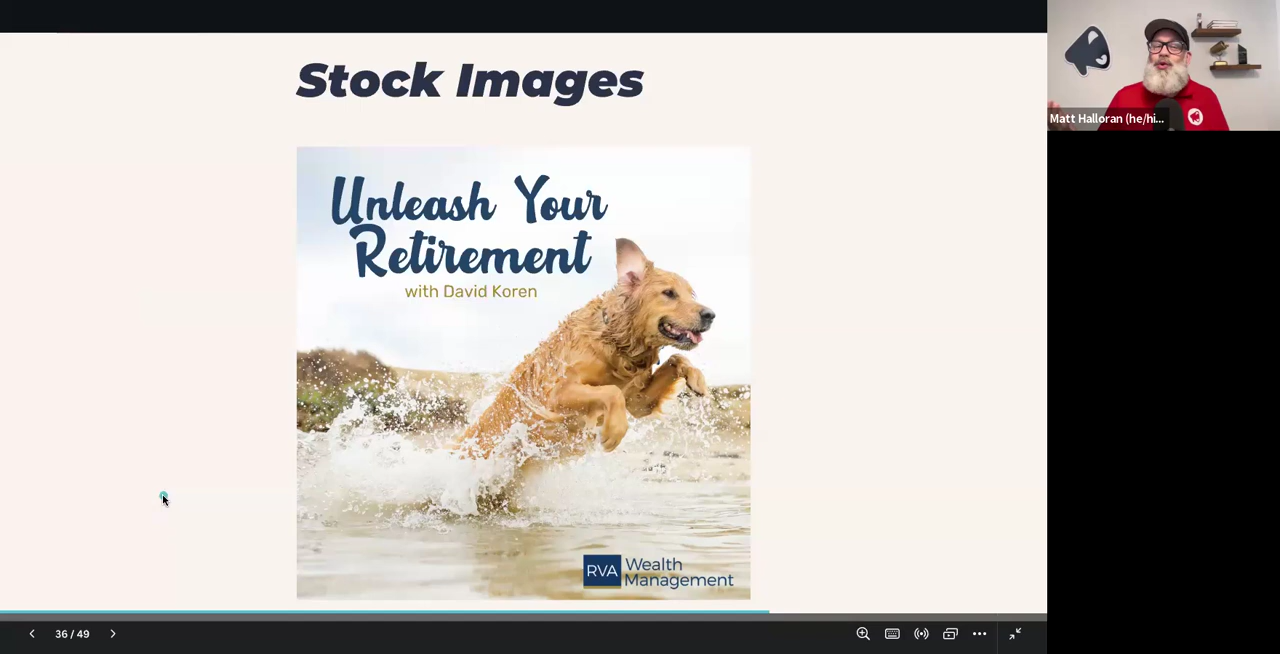 Stock Images
Unleash Your
Retirement
with David Koren
RVA Wealth
Management
Matt Halloran (he/hi...
36 / 49